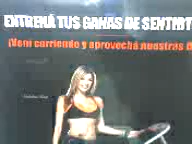 ENTRENÁ TUS GANAS DE SENTIRT
¡Vení corriendo y aprovechá nuestras